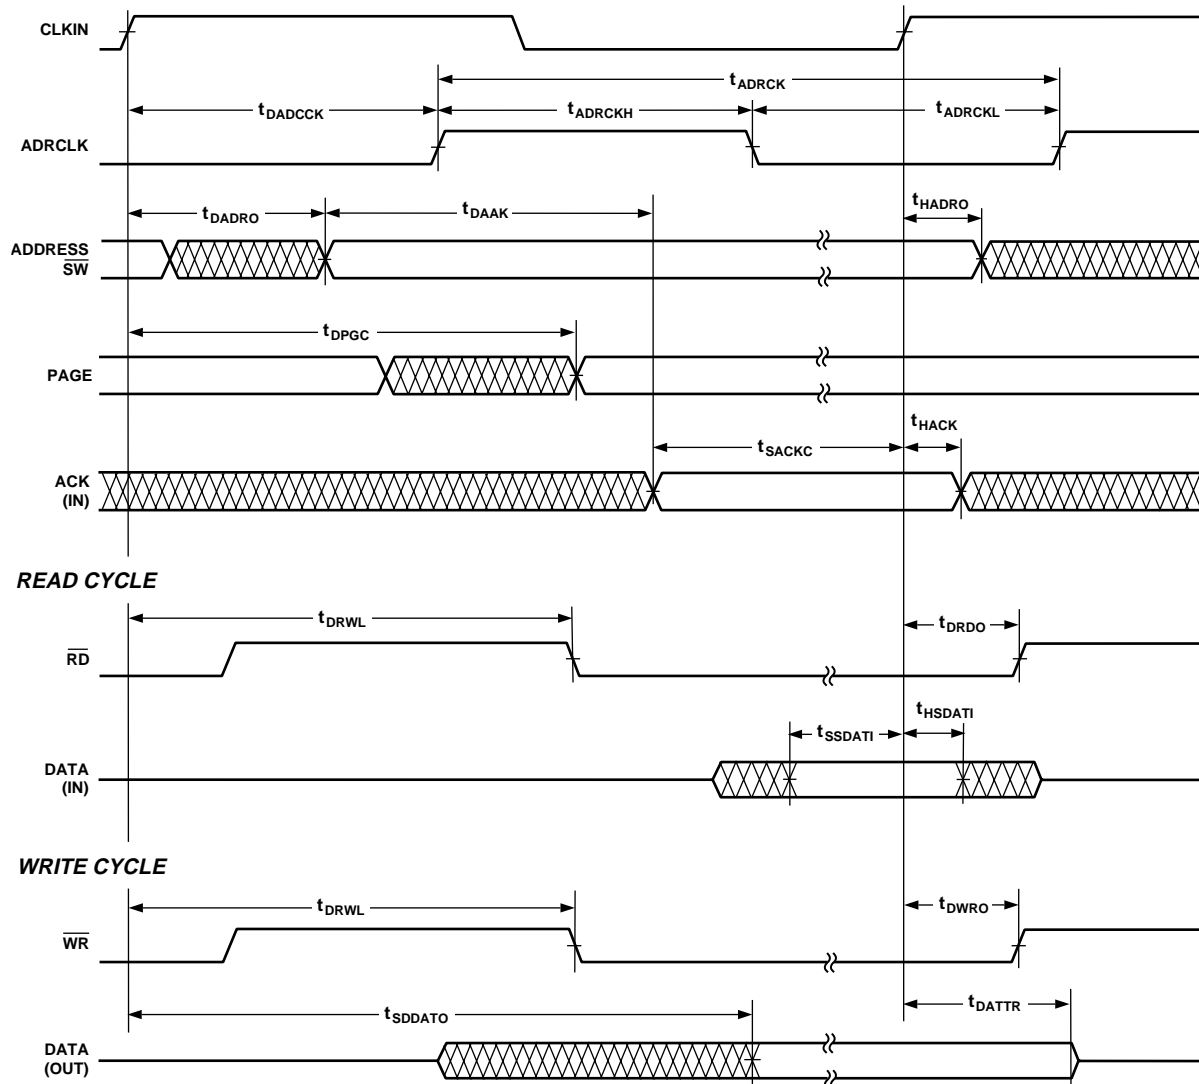 CLKIN
tADRCK
tDADCCK
tADRCKH
tADRCKL
ADRCLK
tDADRO
tDAAK
tHADRO
ADDRESS
SW
tDPGC
PAGE
tSACKC
tHACK
ACK
(IN)
READ CYCLE
tDRWL
tDRDO
RD
tSSDATI
tHSDATI
DATA
(IN)
WRITE CYCLE
tDRWL
tDWRO
WR
tSDDATO
tDATTR
DATA
(OUT)